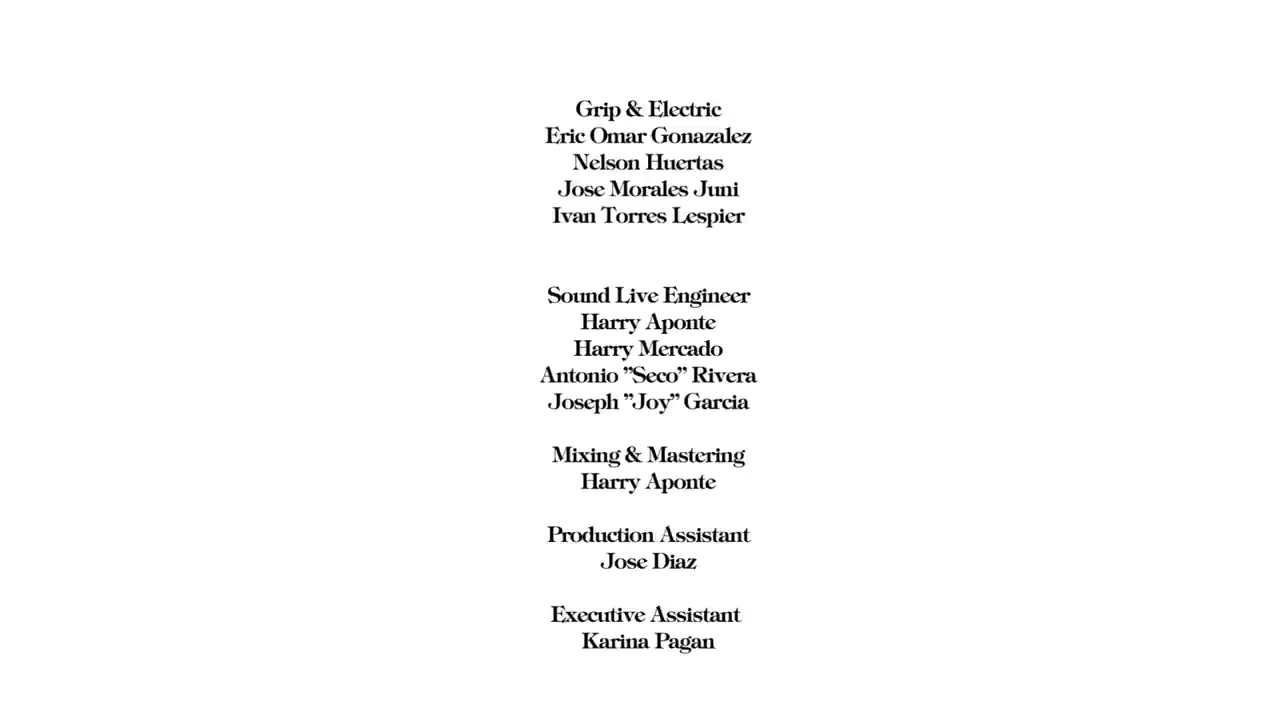 Grip & Electric
Eric Omar Gonazalez
Nelson Huertas
Jose Morales Juni
Ivan Torres Lespier
Sound Live Engineer
Harry Aponte
Harry Mercado
Antonio ”Seco” Rivera
Joseph ”Joy” Garcia
Mixing & Mastering
Harry Aponte
Production Assistant
Jose Diaz
Executive Assistant
Karina Pagan